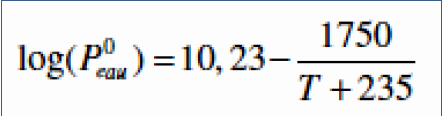 log(P⁰ₑₐᵤ) = 10,23 − 1750 / (T + 235)